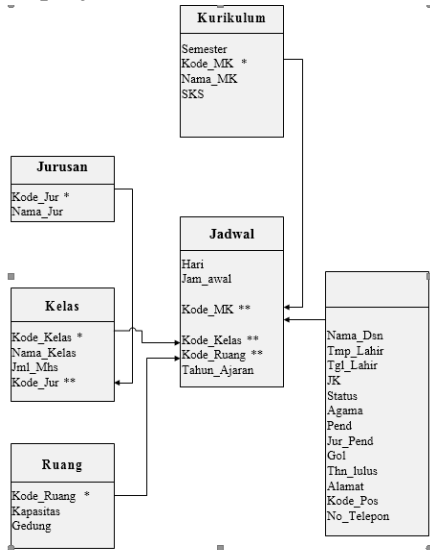 Kurikulum
Semester
Kode_MK *
Nama_MK
SKS
Jurusan
Kode_Jur *
Nama_Jur
Jadwal
Hari
Jam_awal
Kode_MK **
Kode_Kelas **
Kode_Ruang **
Tahun_Ajaran
Kelas
Kode_Kelas *
Nama_Kelas
Jml_Mhs
Kode_Jur **
Nama_Dsn
Tmp_Lahir
Tgl_Lahir
JK
Status
Agama
Pend
Jur_Pend
Gol
Thn_lulus
Alamat
Kode_Pos
No_Telepon
Ruang
Kode_Ruang *
Kapasitas
Gedung